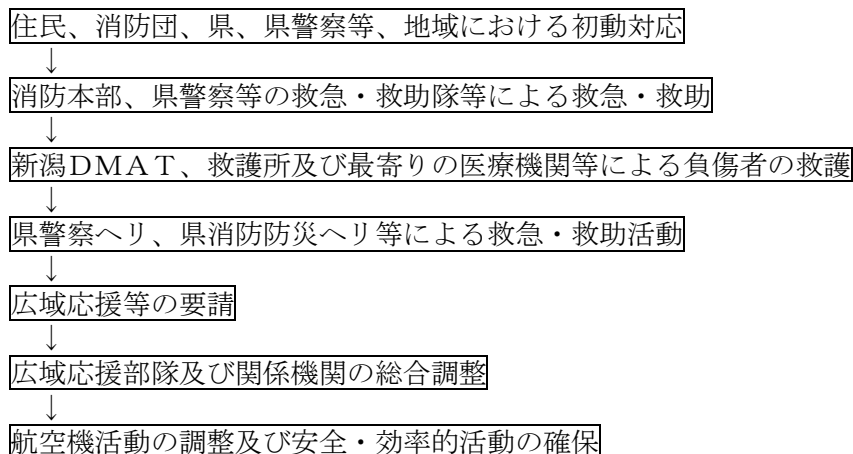 住民、消防団、県、県警察等、地域における初動対応
↓
消防本部、県警察等の救急・救助隊等による救急・救助
↓
新潟DMAT、救護所及び最寄りの医療機関等による負傷者の救護
↓
県警察ヘリ、県消防防災ヘリ等による救急・救助活動
↓
広域応援等の要請
↓
広域応援部隊及び関係機関の総合調整
↓
航空機活動の調整及び安全・効率的活動の確保